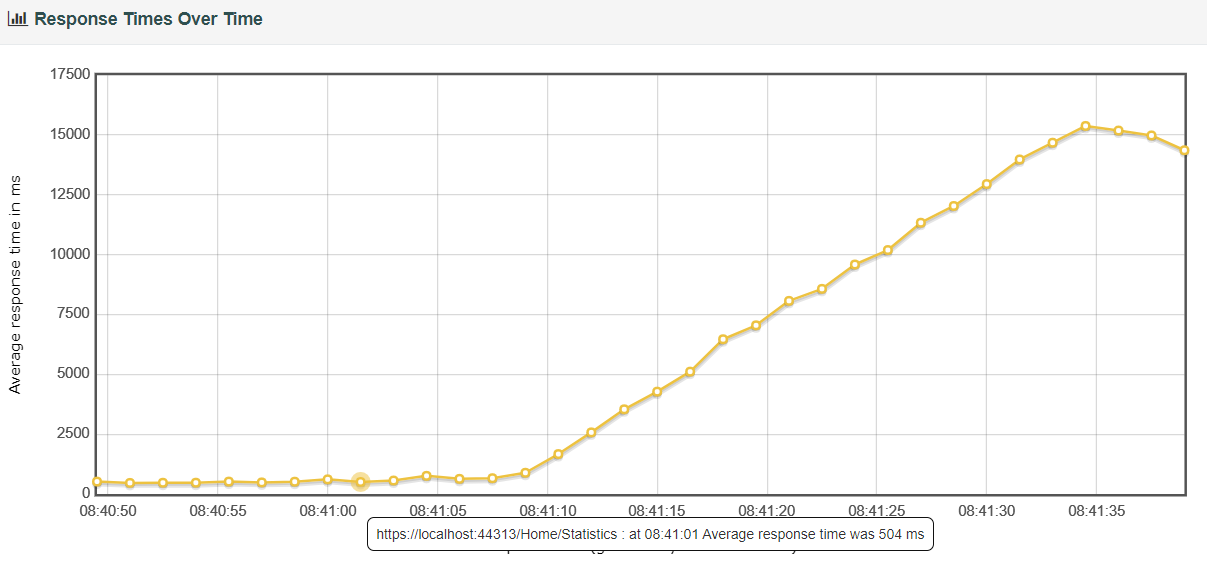 Response Times Over Time
17500
15000
12500
10000
7500
5000
2500
0
Average response time in ms
08:40:50 08:40:55 08:41:00 08:41:05 08:41:10 08:41:15 08:41:20 08:41:25 08:41:30 08:41:35
https://localhost:44313/Home/Statistics : at 08:41:01 Average response time was 504 ms